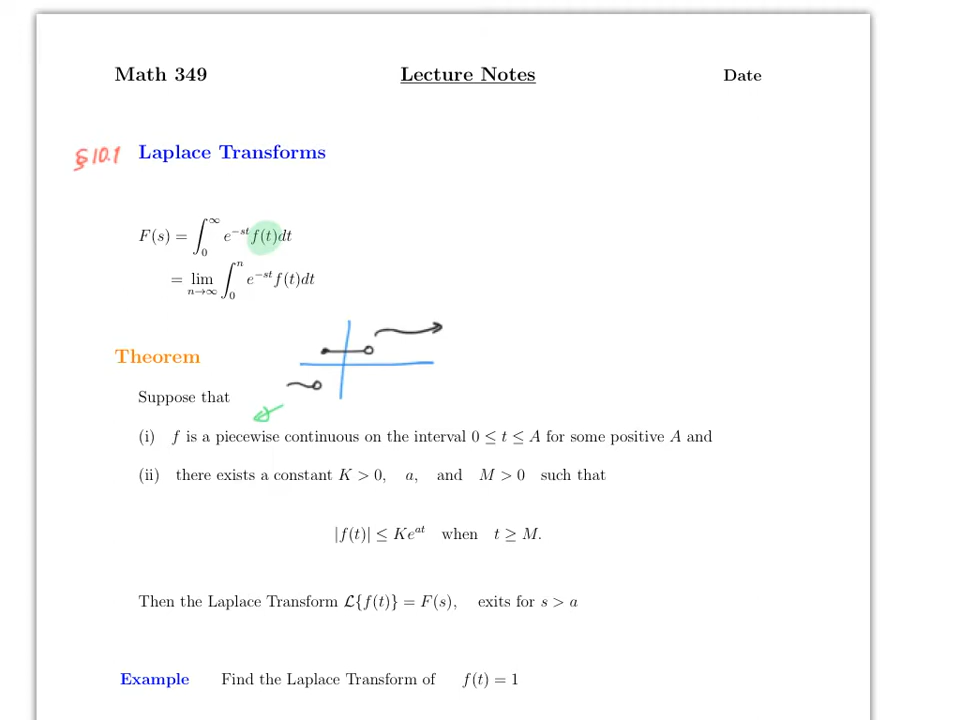 Math 349 Lecture Notes Date
§10.1 Laplace Transforms
F(s) = ∫₀^∞ e^{-st} f(t)dt
= lim_{n→∞} ∫₀^n e^{-st} f(t)dt
Theorem
Suppose that
(i) f is a piecewise continuous on the interval 0 ≤ t ≤ A for some positive A and
(ii) there exists a constant K > 0, a, and M > 0 such that
|f(t)| ≤ Ke^{at} when t ≥ M.
Then the Laplace Transform ℒ{f(t)} = F(s), exits for s > a
Example Find the Laplace Transform of f(t) = 1